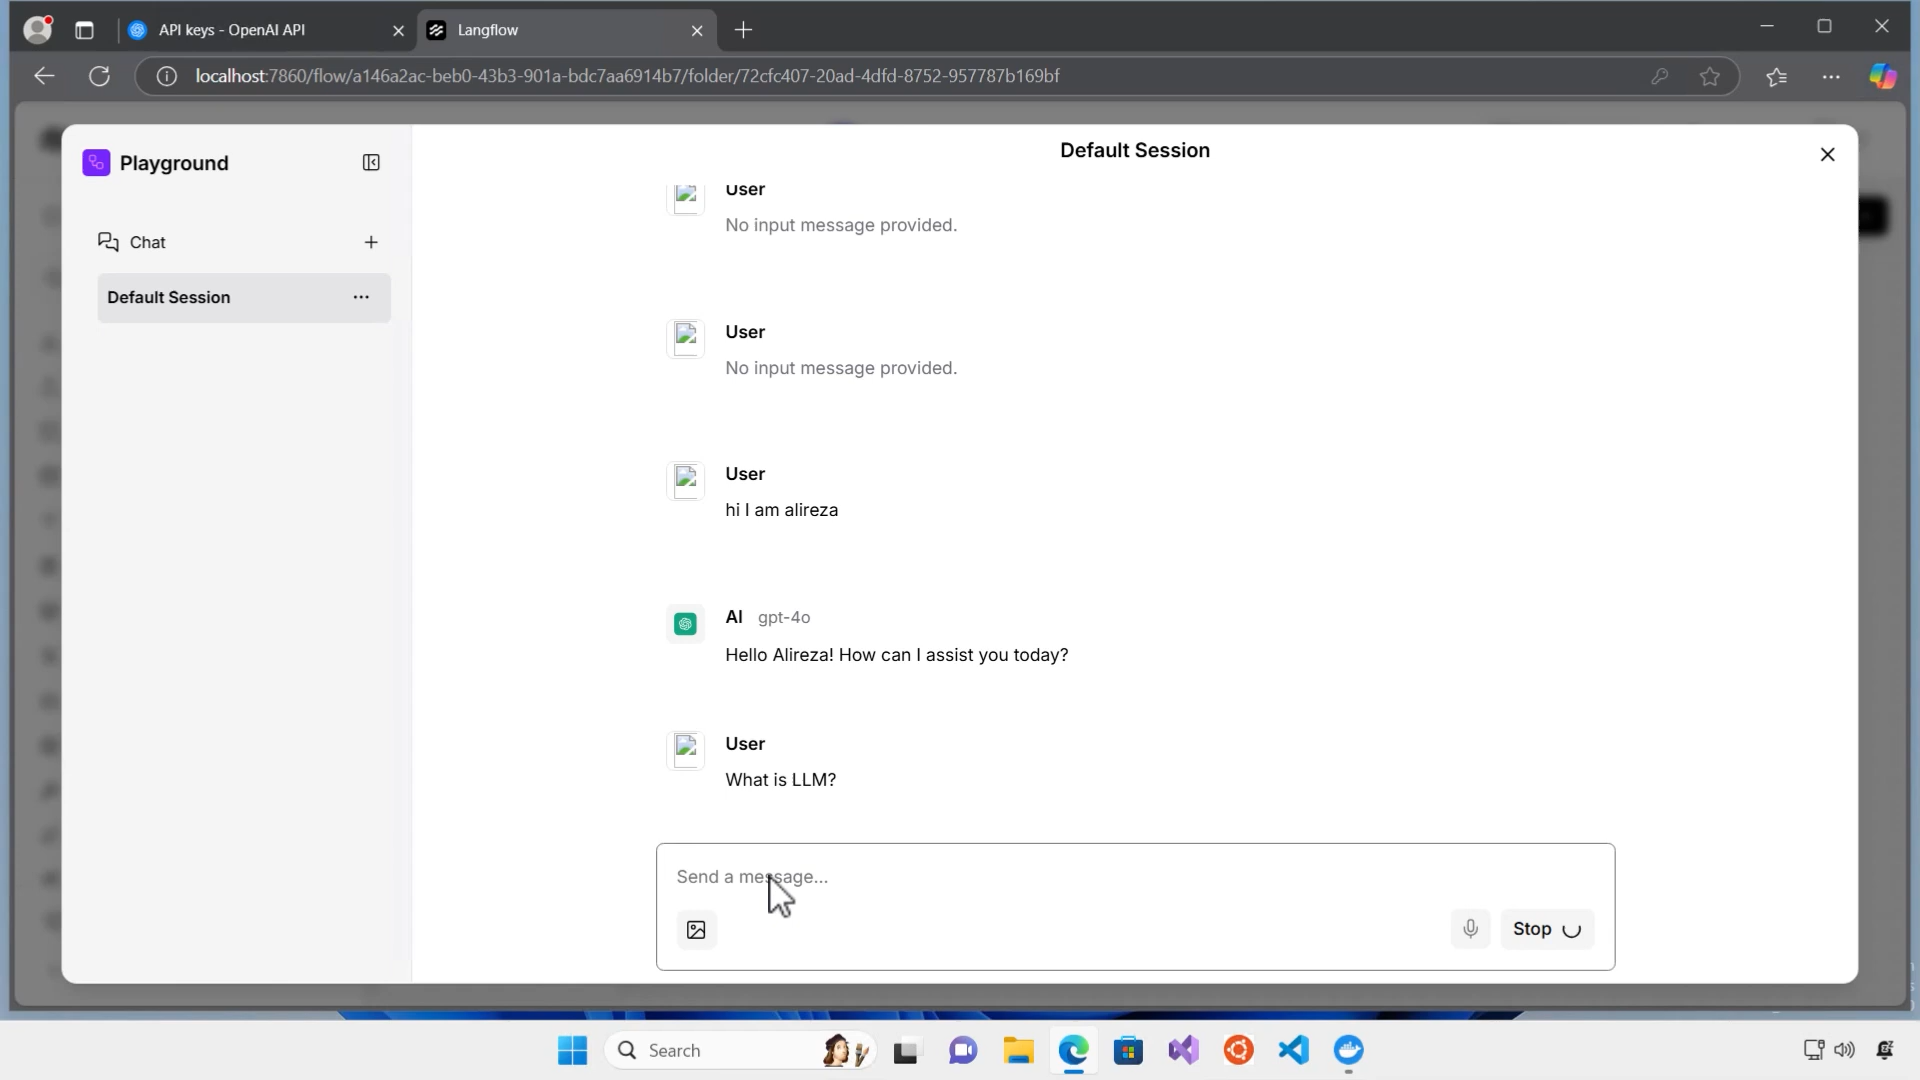 API keys - OpenAI API
Langflow
localhost:7860/flow/a146a2ac-beb0-43b3-901a-bdc7aa6914b7/folder/72cfc407-20ad-4dfd-8752-957787b169bf
Playground
Default Session
Chat
Default Session
User
No input message provided.
User
No input message provided.
User
hi I am alireza
AI gpt-4o
Hello Alireza! How can I assist you today?
User
What is LLM?
Send a message...
Stop
Search